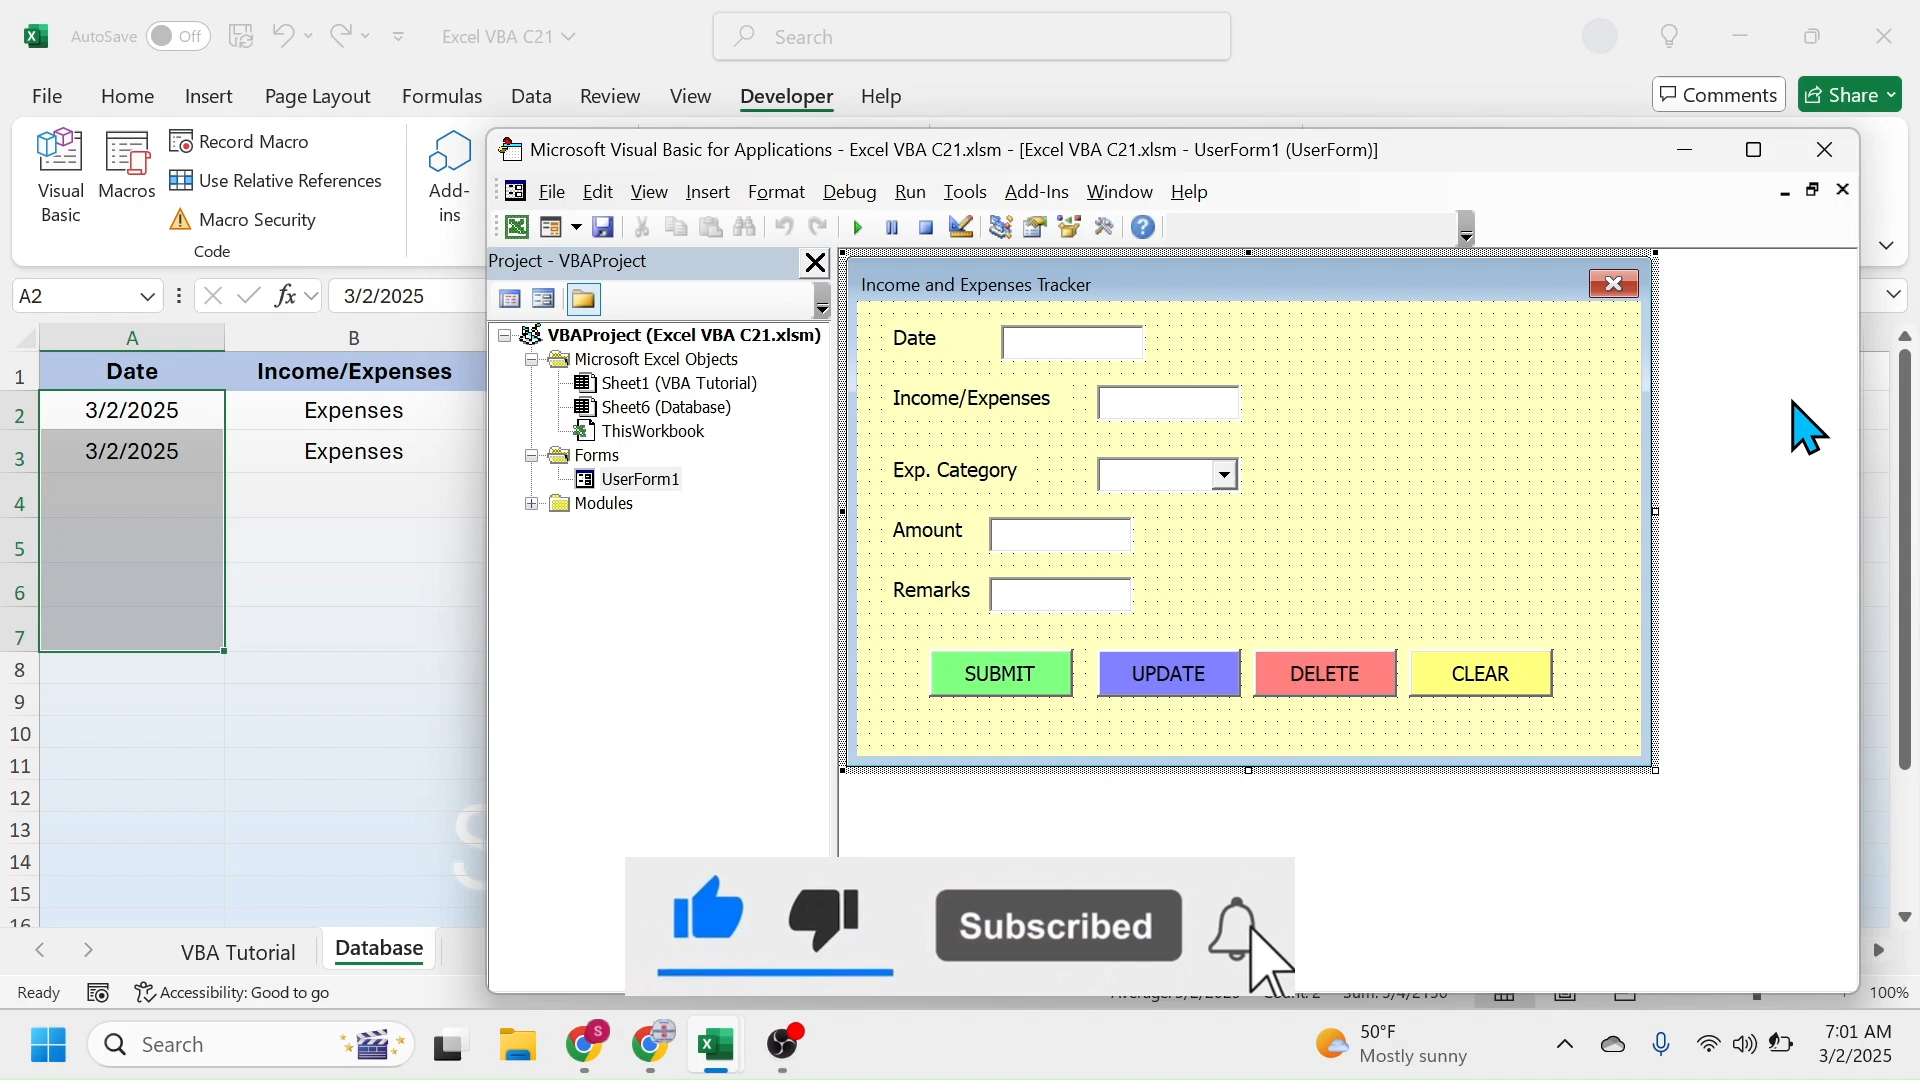 AutoSave Off Excel VBA C21 Search
File Home Insert Page Layout Formulas Data Review View Developer Help Comments Share
Visual Basic
Macros
Record Macro
Use Relative References
Macro Security
Code
Add-ins
Microsoft Visual Basic for Applications - Excel VBA C21.xlsm - [Excel VBA C21.xlsm - UserForm1 (UserForm)]
File Edit View Insert Format Debug Run Tools Add-Ins Window Help
Project - VBAProject
VBAProject (Excel VBA C21.xlsm)
Microsoft Excel Objects
Sheet1 (VBA Tutorial)
Sheet6 (Database)
ThisWorkbook
Forms
UserForm1
Modules
Income and Expenses Tracker
Date
Income/Expenses
Exp. Category
Amount
Remarks
SUBMIT UPDATE DELETE CLEAR
A2 fx 3/2/2025
A B
1 Date Income/Expenses
2 3/2/2025 Expenses
3 3/2/2025 Expenses
4
5
6
7
8
9
10
11
12
13
14
15
16
VBA Tutorial Database
Subscribed
Ready Accessibility: Good to go 100%
Search S 50°F
Mostly sunny
7:01 AM
3/2/2025